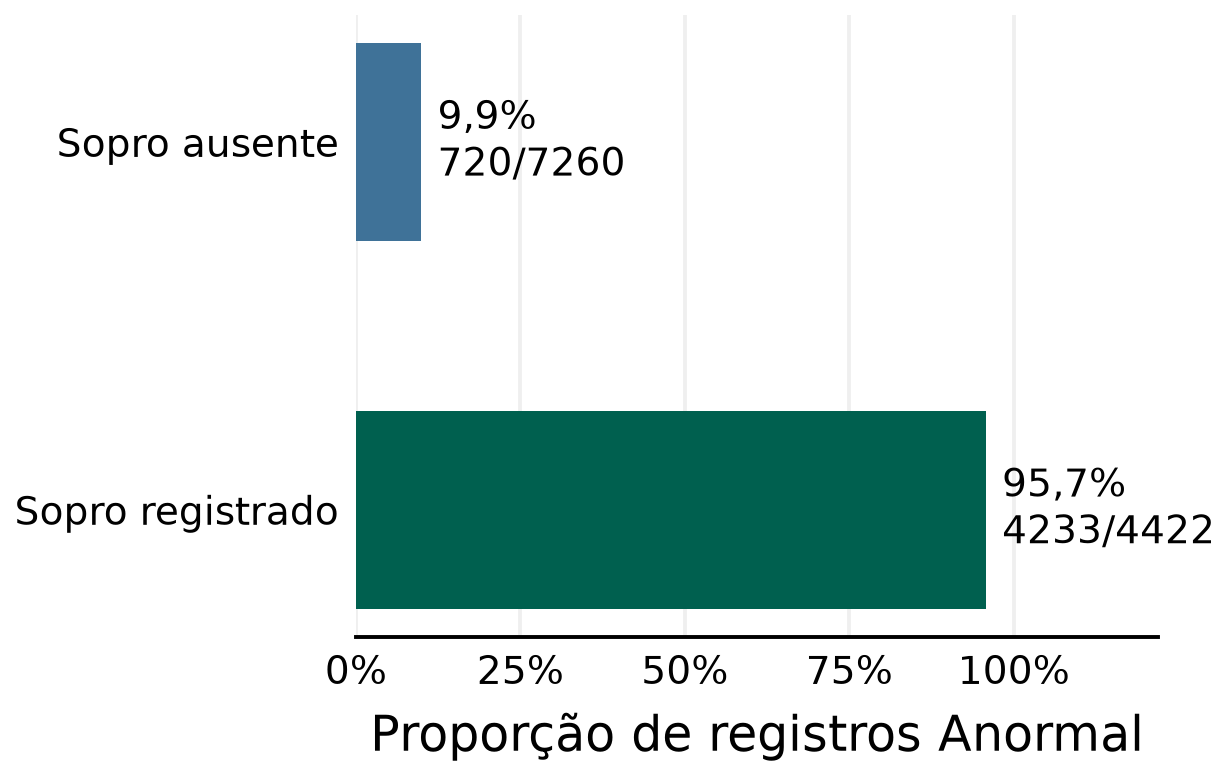 Sopro ausente
9,9%
720/7260
Sopro registrado
95,7%
4233/4422
0% 25% 50% 75% 100%
Proporção de registros Anormal